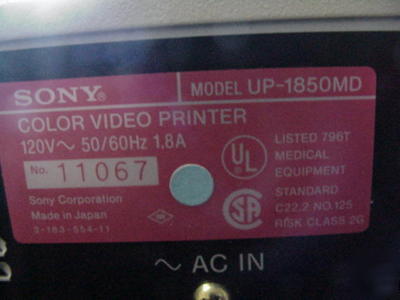 SONY® MODEL UP-1850MD
COLOR VIDEO PRINTER
120V～ 50/60Hz 1.8A
No. 11067
Sony Corporation
Made in Japan
3-183-554-11
UL
LISTED 796T
MEDICAL
EQUIPMENT
SA
STANDARD
C22.2 NO.125
RISK CLASS 2G
～ AC IN